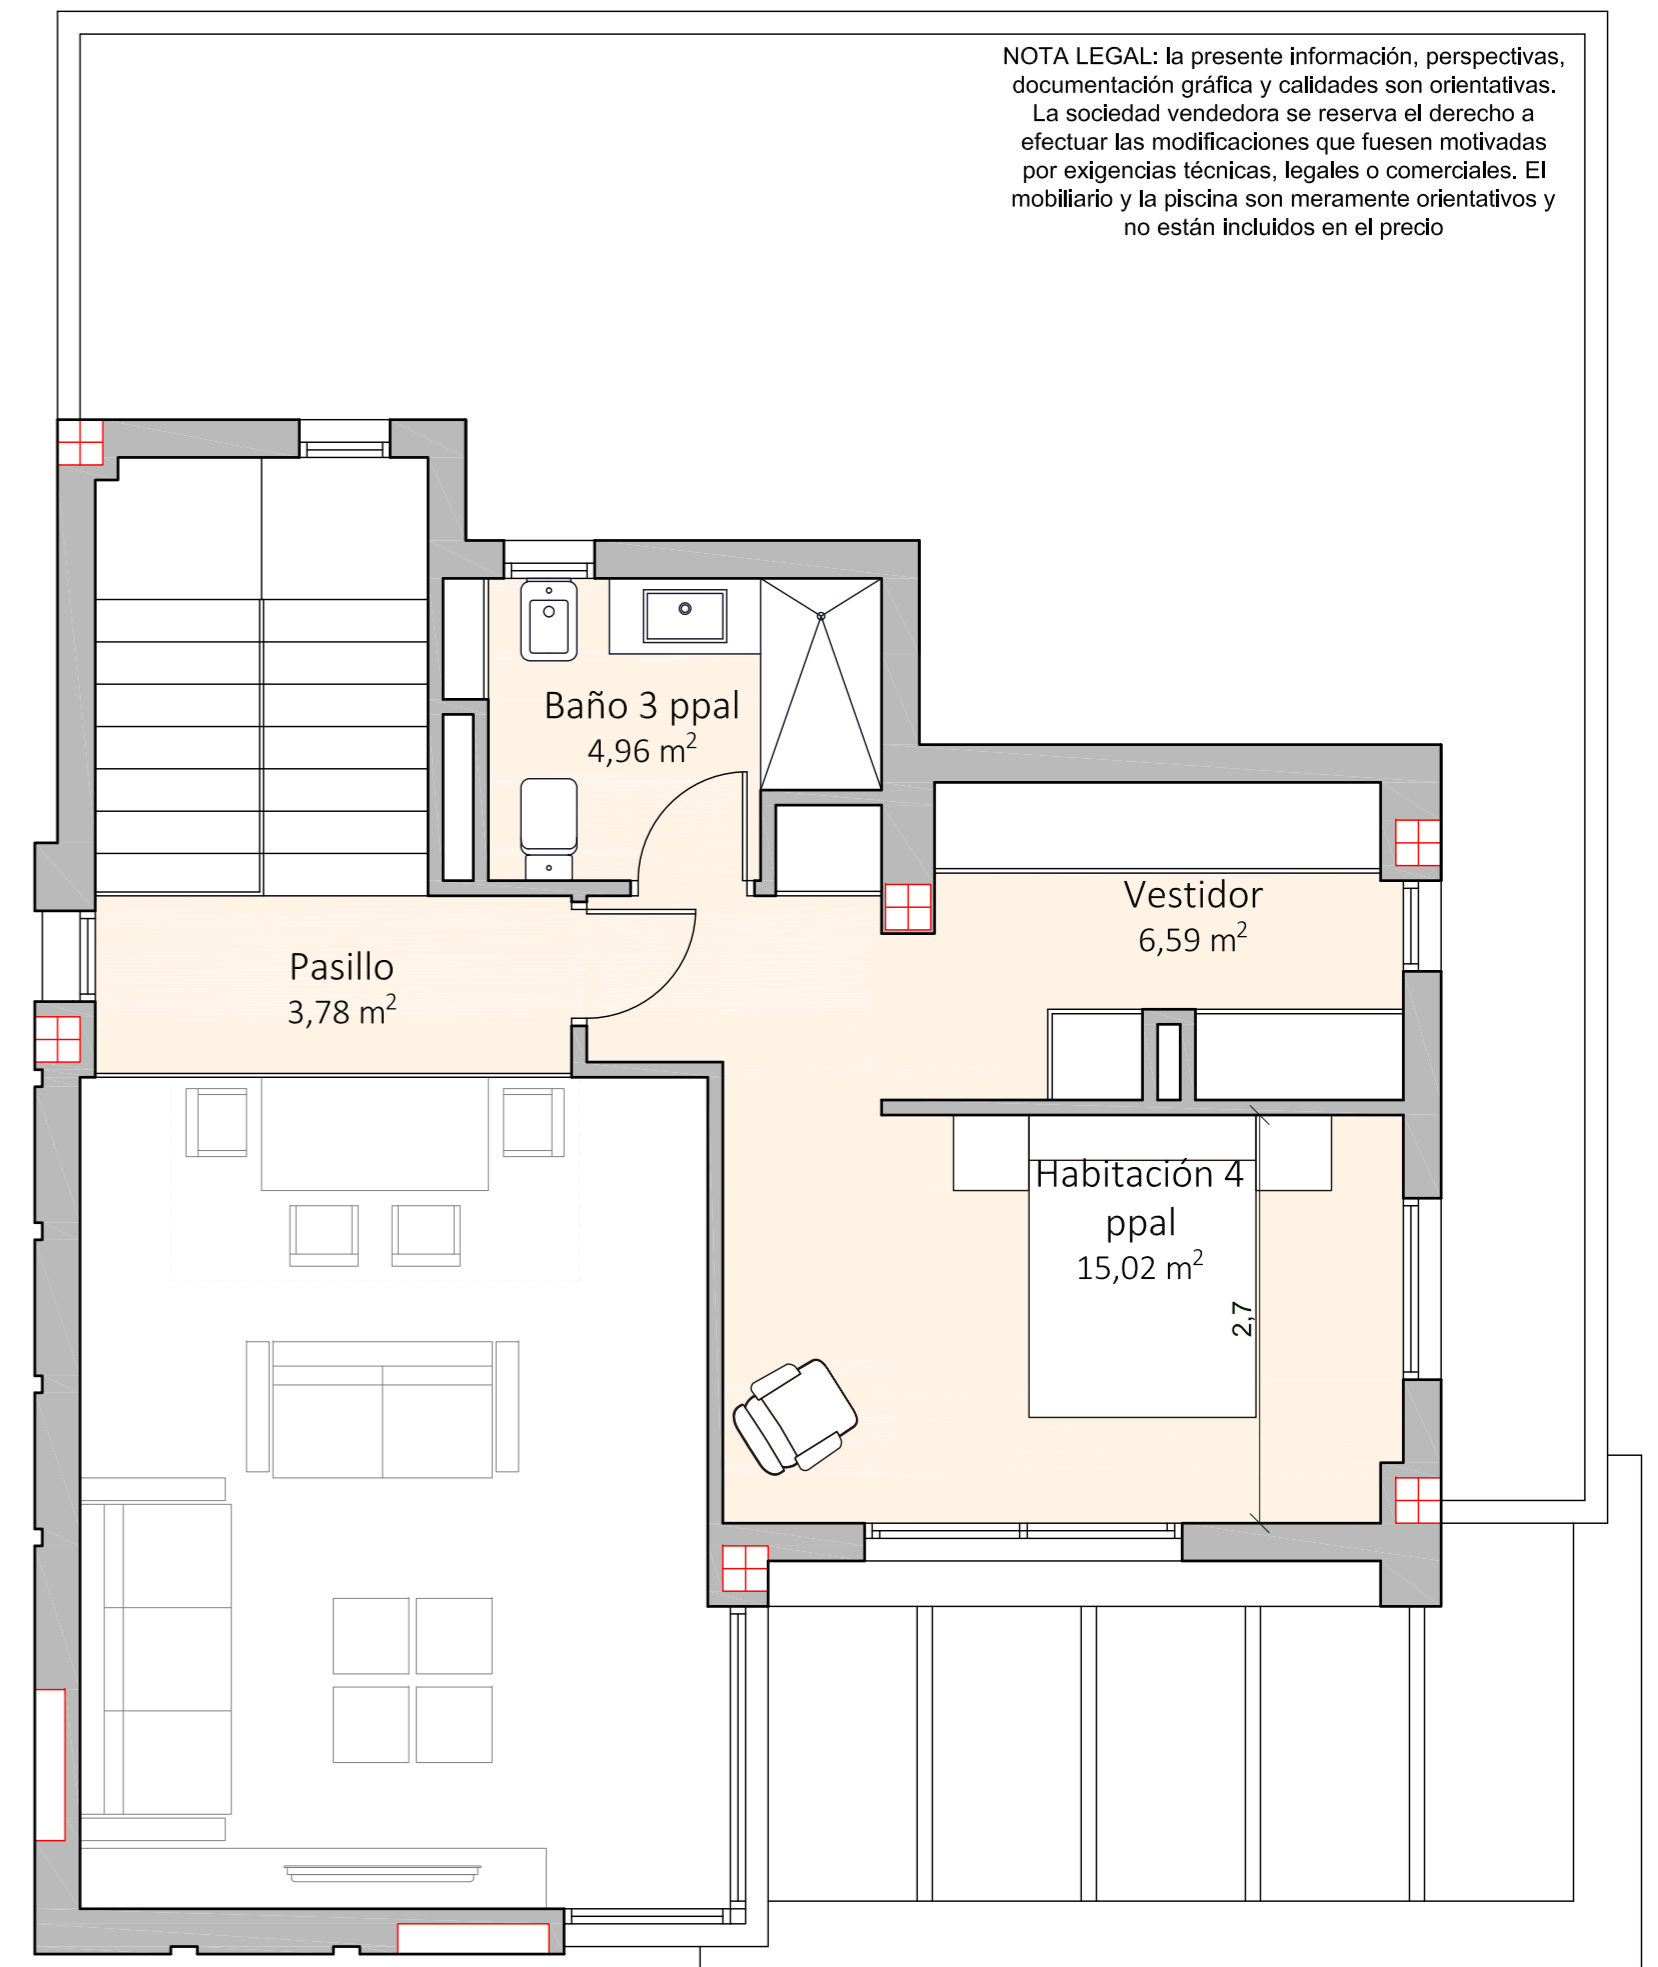 NOTA LEGAL: la presente información, perspectivas,
documentación gráfica y calidades son orientativas.
La sociedad vendedora se reserva el derecho a
efectuar las modificaciones que fuesen motivadas
por exigencias técnicas, legales o comerciales. El
mobiliario y la piscina son meramente orientativos y
no están incluidos en el precio
Baño 3 ppal
4,96 m²
Vestidor
6,59 m²
Pasillo
3,78 m²
Habitación 4
ppal
15,02 m²
2,7